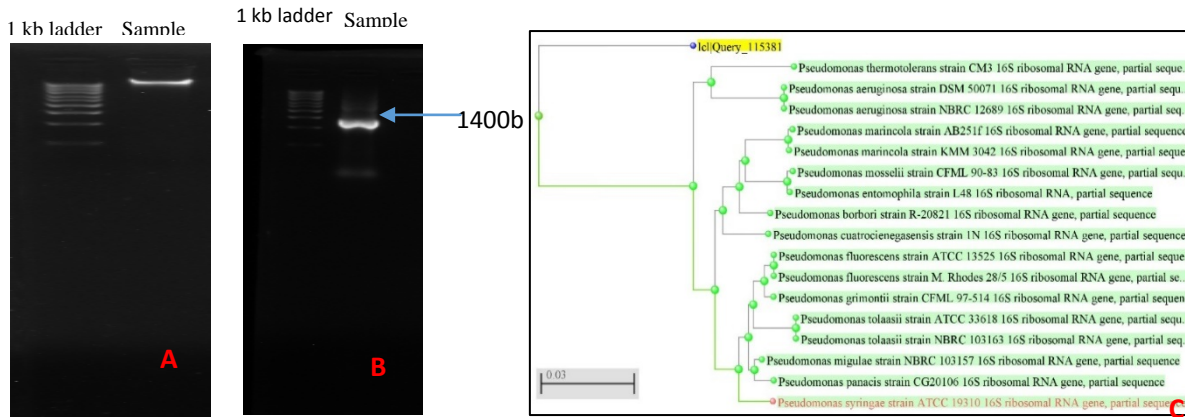 1 kb ladder Sample
A
1 kb ladder Sample
1400b
B
lcl|Query_115381
Pseudomonas thermotolerans strain CM3 16S ribosomal RNA gene, partial seque...
Pseudomonas aeruginosa strain DSM 50071 16S ribosomal RNA gene, partial sequ...
Pseudomonas aeruginosa strain NBRC 12689 16S ribosomal RNA gene, partial seq...
Pseudomonas marincola strain AB251f 16S ribosomal RNA gene, partial sequence
Pseudomonas marincola strain KMM 3042 16S ribosomal RNA gene, partial sequence
Pseudomonas mosselii strain CFML 90-83 16S ribosomal RNA gene, partial sequence
Pseudomonas entomophila strain L48 16S ribosomal RNA, partial sequence
Pseudomonas borbori strain R-20821 16S ribosomal RNA gene, partial sequence
Pseudomonas cuatrocienegasensis strain 1N 16S ribosomal RNA gene, partial sequence
Pseudomonas fluorescens strain ATCC 13525 16S ribosomal RNA gene, partial seque
Pseudomonas fluorescens strain M. Rhodes 28/5 16S ribosomal RNA gene, partial se...
Pseudomonas grimontii strain CFML 97-514 16S ribosomal RNA gene, partial sequen
Pseudomonas tolaasii strain ATCC 33618 16S ribosomal RNA gene, partial sequ...
Pseudomonas tolaasii strain NBRC 103163 16S ribosomal RNA gene, partial seq...
Pseudomonas migulae strain NBRC 103157 16S ribosomal RNA gene, partial sequence
Pseudomonas panacis strain CG20106 16S ribosomal RNA gene, partial sequence
Pseudomonas syringae strain ATCC 19310 16S ribosomal RNA gene, partial sequence
0.03
C